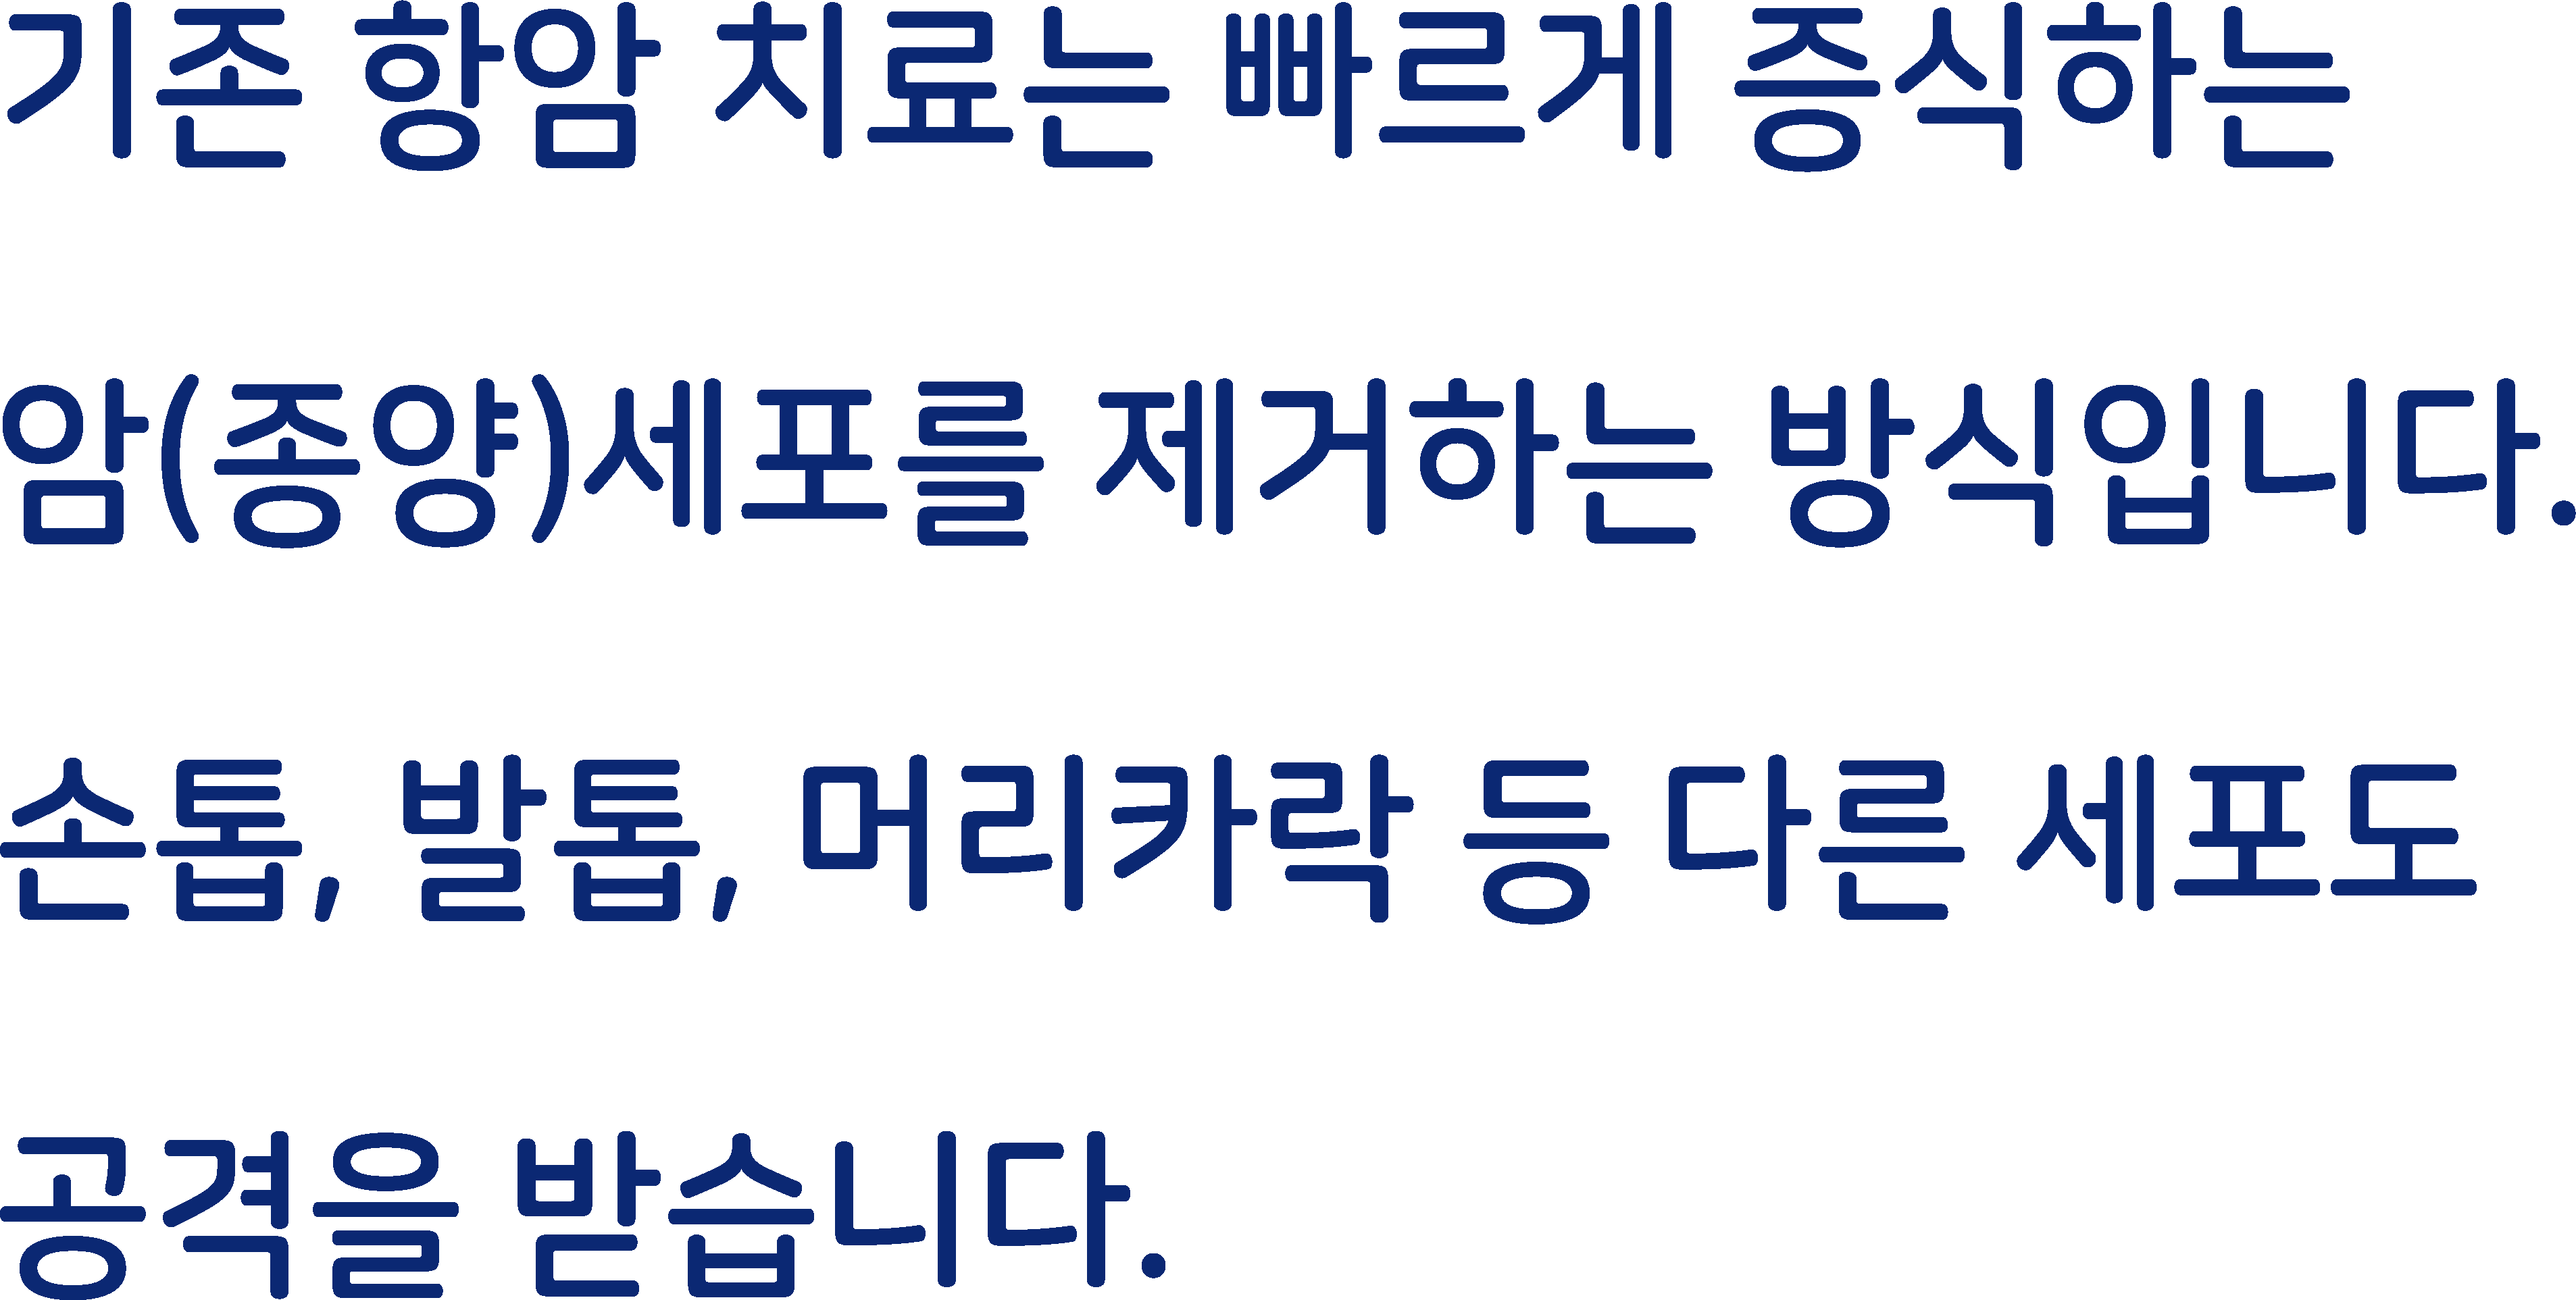 기존 항암 치료는 빠르게 증식하는
암(종양)세포를 제거하는 방식입니다.
손톱, 발톱, 머리카락 등 다른 세포도
공격을 받습니다.